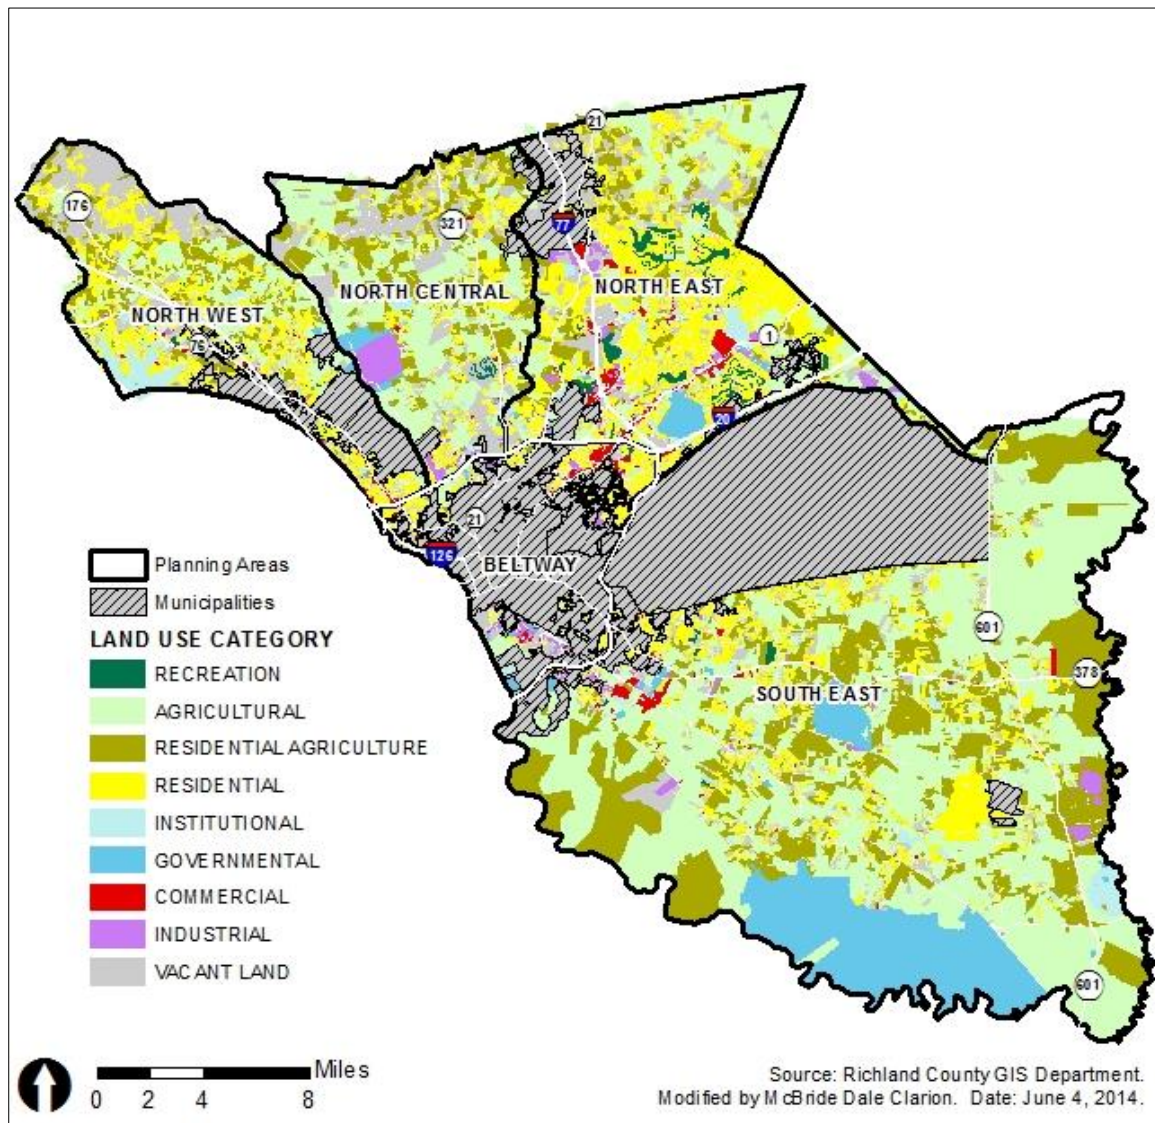 21
176
321
77
NORTH CENTRAL
NORTH EAST
NORTH WEST
1
76
20
21
126
BELTWAY
601
378
SOUTH EAST
601
Planning Areas
Municipalities
LAND USE CATEGORY
RECREATION
AGRICULTURAL
RESIDENTIAL AGRICULTURE
RESIDENTIAL
INSTITUTIONAL
GOVERNMENTAL
COMMERCIAL
INDUSTRIAL
VACANT LAND
Miles
0 2 4 8
Source: Richland County GIS Department.
Modified by McBride Dale Clarion. Date: June 4, 2014.